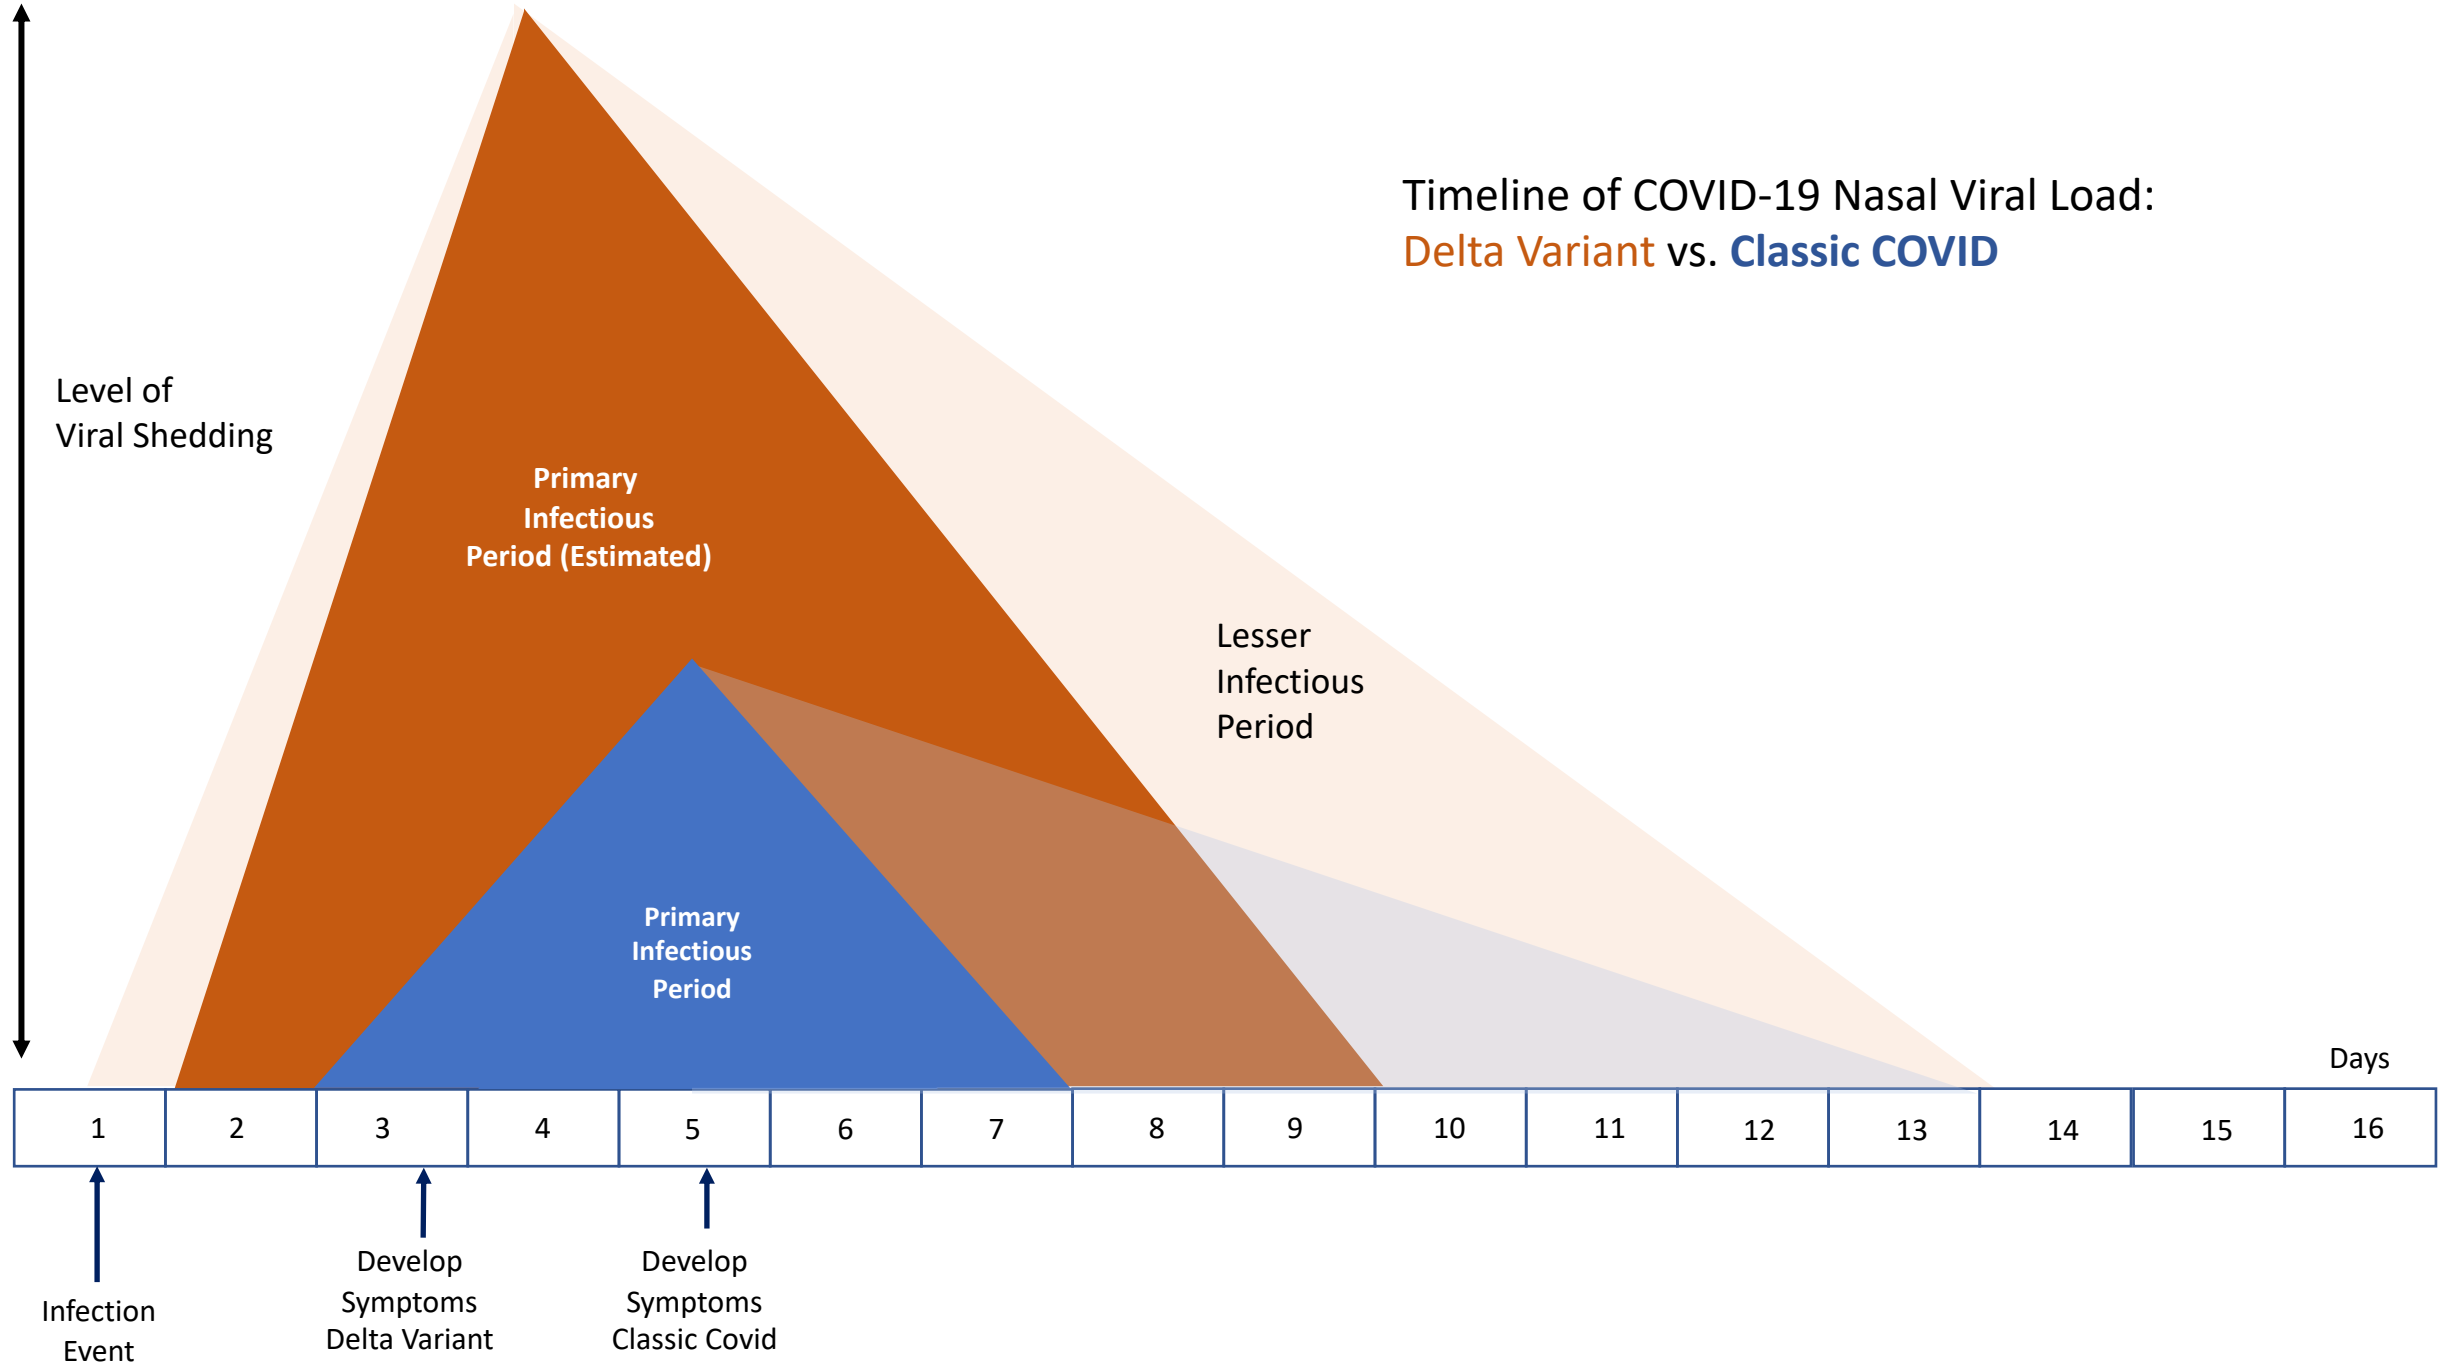 Timeline of COVID-19 Nasal Viral Load:
Delta Variant vs. Classic COVID
Level of
Viral Shedding
Primary
Infectious
Period (Estimated)
Lesser
Infectious
Period
Primary
Infectious
Period
Days
1 2 3 4 5 6 7 8 9 10 11 12 13 14 15 16
Infection
Event
Develop
Symptoms
Delta Variant
Develop
Symptoms
Classic Covid